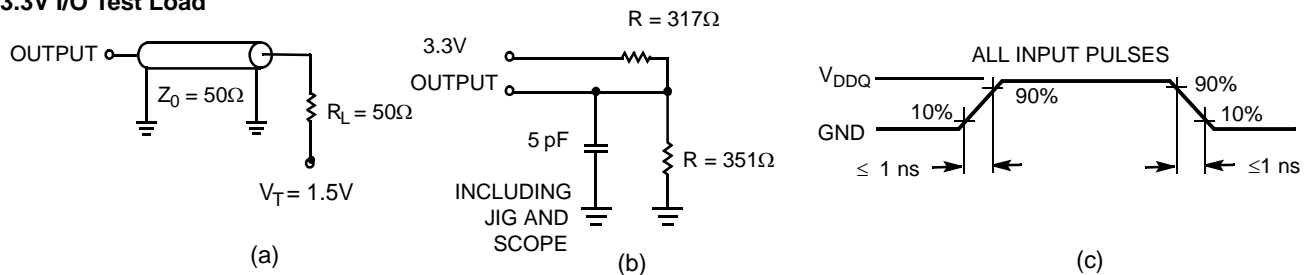 3.3V I/O Test Load
OUTPUT
Z0 = 50Ω
RL = 50Ω
VT = 1.5V
(a)
R = 317Ω
3.3V
OUTPUT
5 pF
R = 351Ω
INCLUDING
JIG AND
SCOPE
(b)
ALL INPUT PULSES
VDDQ
GND
10%
90%
90%
10%
≤ 1 ns
≤1 ns
(c)